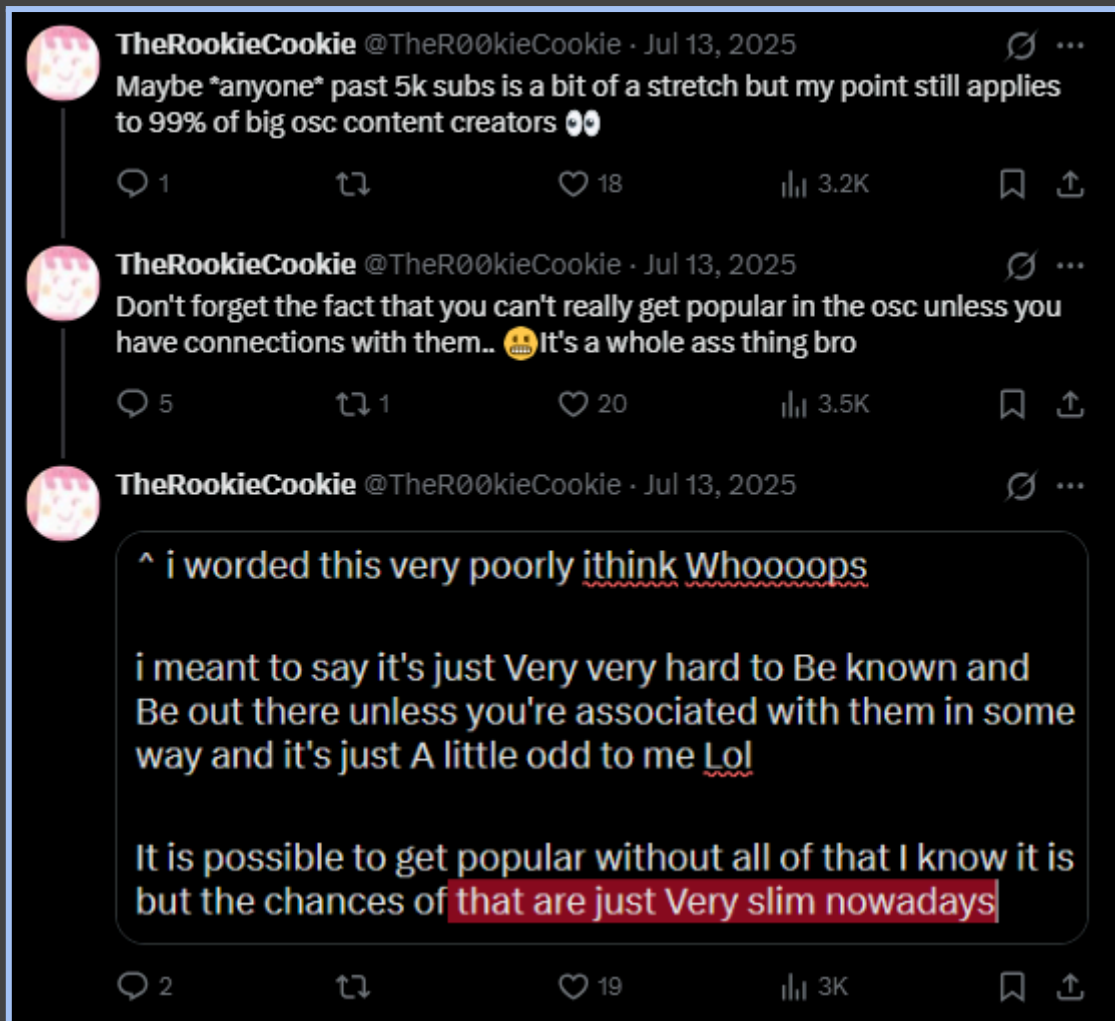 TheRookieCookie @TheR00kieCookie · Jul 13, 2025
Maybe *anyone* past 5k subs is a bit of a stretch but my point still applies
to 99% of big osc content creators 👀
1 18 3.2K
TheRookieCookie @TheR00kieCookie · Jul 13, 2025
Don't forget the fact that you can't really get popular in the osc unless you
have connections with them.. 😬It's a whole ass thing bro
5 1 20 3.5K
TheRookieCookie @TheR00kieCookie · Jul 13, 2025
^ i worded this very poorly ithink Whoooops
i meant to say it's just Very very hard to Be known and
Be out there unless you're associated with them in some
way and it's just A little odd to me Lol
It is possible to get popular without all of that I know it is
but the chances of that are just Very slim nowadays
2 19 3K